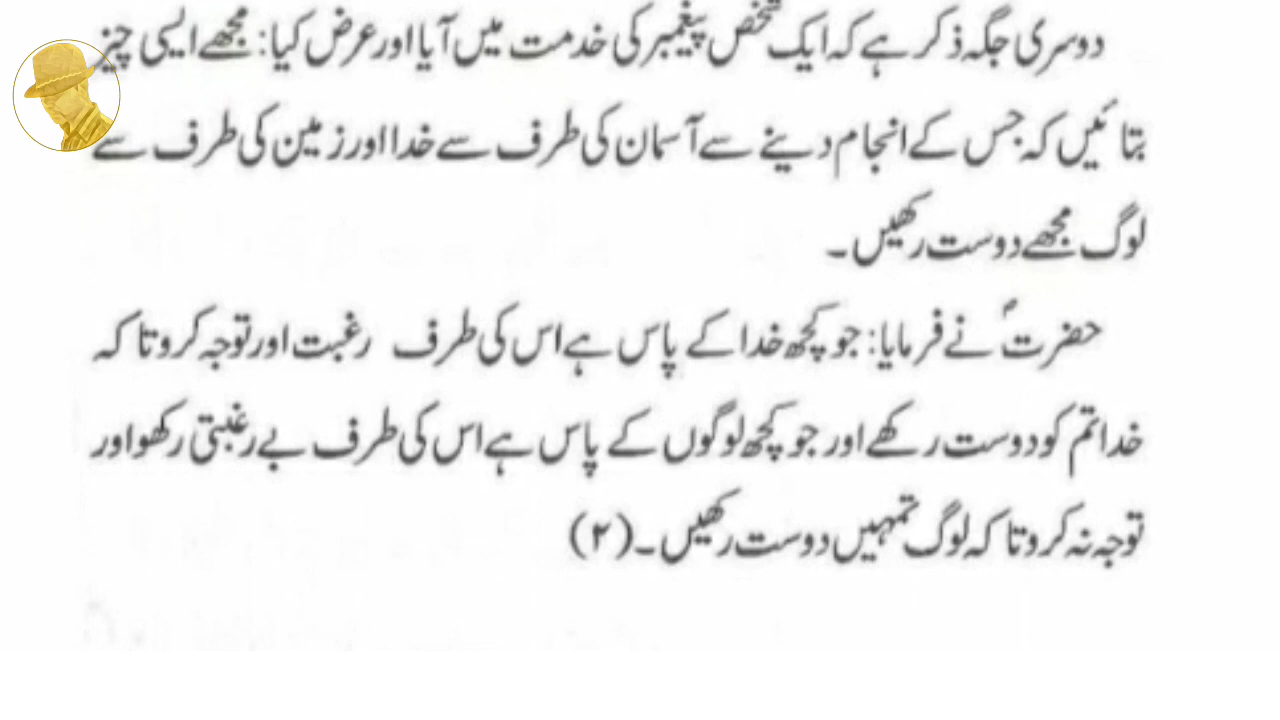 دوسری جگہ ذکر ہے کہ ایک شخص پیغمبر کی خدمت میں آیا اور عرض کیا: مجھے ایسی چیز
بتائیں کہ جس کے انجام دینے سے آسمان کی طرف سے خدا اور زمین کی طرف سے
لوگ مجھے دوست رکھیں۔
حضرتؐ نے فرمایا: جو کچھ خدا کے پاس ہے اس کی طرف رغبت اور توجہ کرو تا کہ
خدا تم کو دوست رکھے اور جو کچھ لوگوں کے پاس ہے اس کی طرف بے رغبتی رکھو اور
توجہ نہ کرو تا کہ لوگ تمہیں دوست رکھیں۔(۲)